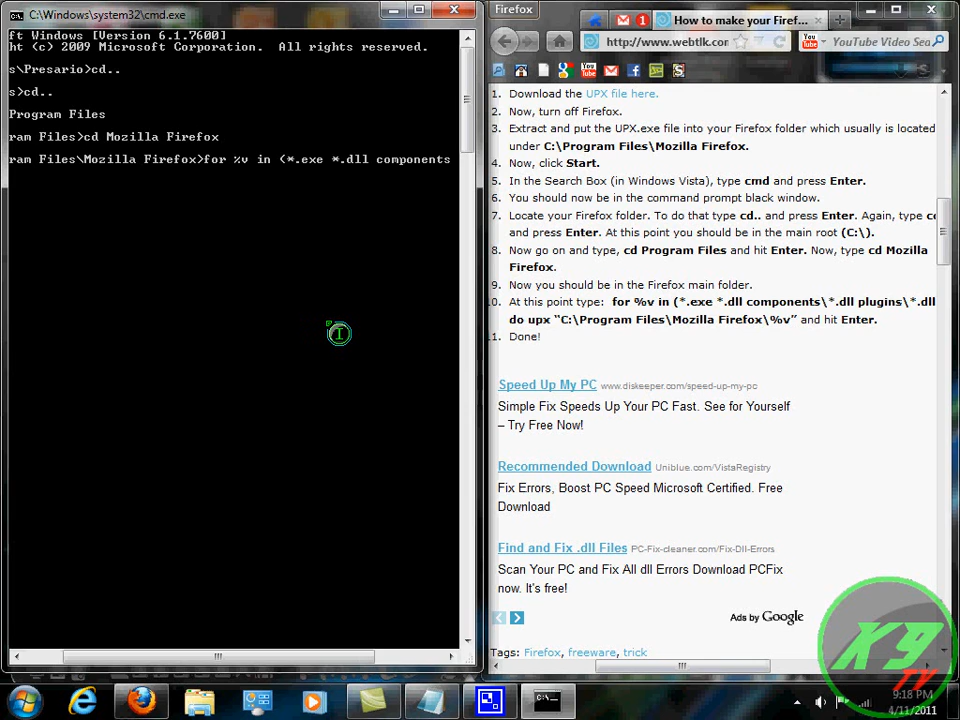 C:\Windows\system32\cmd.exe
ft Windows [Version 6.1.7600]
ht (c) 2009 Microsoft Corporation.  All rights reserved.
s\Presario>cd..
s>cd..
Program Files
ram Files>cd Mozilla Firefox
ram Files\Mozilla Firefox>for %v in (*.exe *.dll components
Firefox
1
How to make your Firef...
http://www.webtlk.com
YouTube Video Sea
1. Download the UPX file here.
2. Now, turn off Firefox.
3. Extract and put the UPX.exe file into your Firefox folder which usually is located
under C:\Program Files\Mozilla Firefox.
4. Now, click Start.
5. In the Search Box (in Windows Vista), type cmd and press Enter.
6. You should now be in the command prompt black window.
7. Locate your Firefox folder. To do that type cd.. and press Enter. Again, type
and press Enter. At this point you should be in the main root (C:\).
8. Now go on and type, cd Program Files and hit Enter. Now, type cd Mozilla
Firefox.
9. Now you should be in the Firefox main folder.
10. At this point type: for %v in (*.exe *.dll components\*.dll plugins\*.dll
do upx “C:\Program Files\Mozilla Firefox\%v” and hit Enter.
11. Done!
Speed Up My PC www.diskeeper.com/speed-up-my-pc
Simple Fix Speeds Up Your PC Fast. See for Yourself
– Try Free Now!
Recommended Download Uniblue.com/VistaRegistry
Fix Errors, Boost PC Speed Microsoft Certified. Free
Download
Find and Fix .dll Files PC-Fix-cleaner.com/Fix-Dll-Errors
Scan Your PC and Fix All dll Errors Download PCFix
now. It's free!
Ads by Google
Tags: Firefox, freeware, trick
K9
TV
9:18 PM
4/11/2011